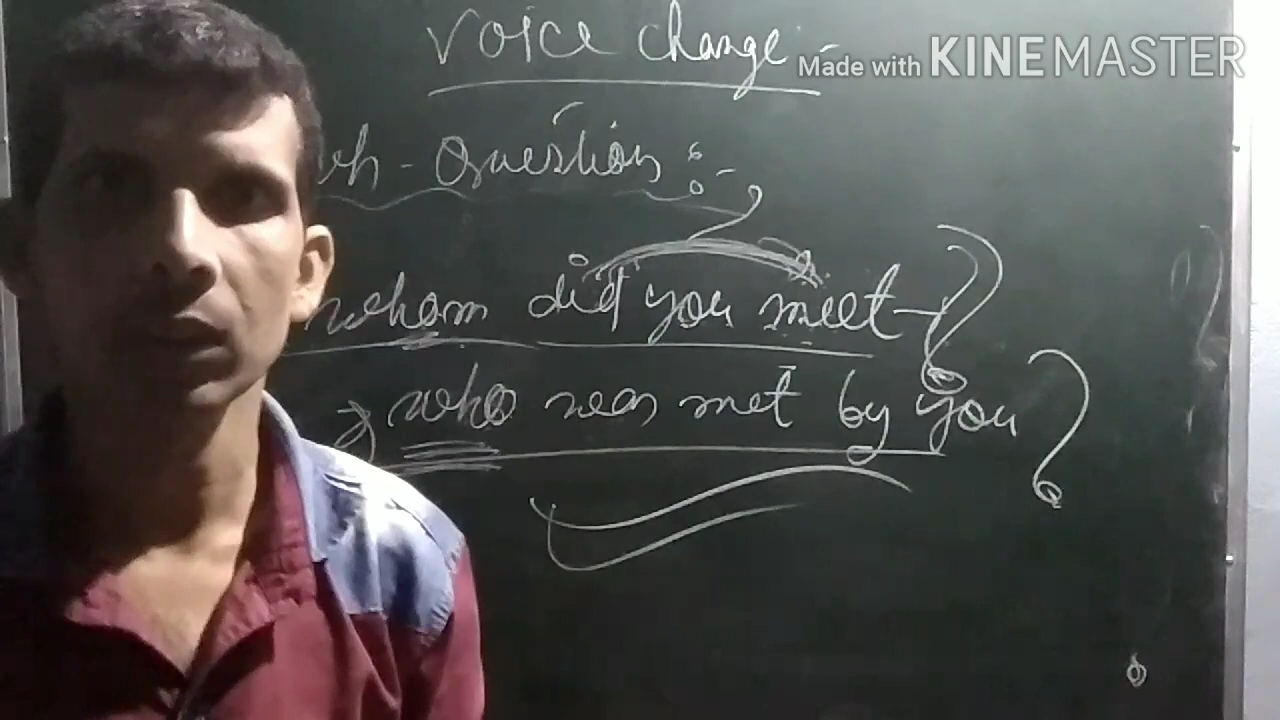 voice change -
Made with KINEMASTER
wh - Question :-
whom did you meet - ?
who was met by you ?